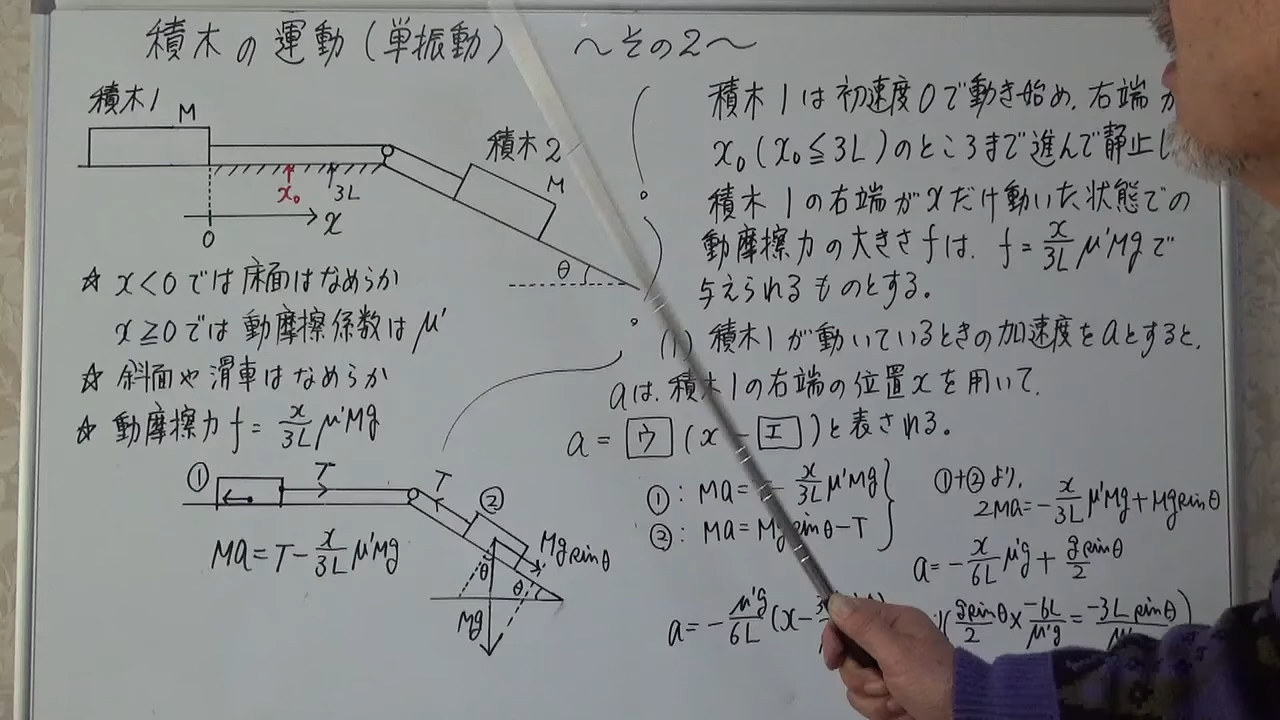 積木の運動(単振動) 〜その2〜
積木1
M
積木2
M
x₀
3L
x
0
θ
☆ x<0では床面はなめらか
x≧0では動摩擦係数はμ'
☆ 斜面や滑車はなめらか
☆ 動摩擦力f = x/3L μ'Mg
① T T ②
Ma=T-x/3L μ'Mg
Mg sinθ
θ
θ
Mg
積木1は初速度0で動き始め、右端が
x₀(x₀≦3L)のところまで進んで静止し
積木1の右端がxだけ動いた状態での
動摩擦力の大きさfは、f=x/3L μ'Mgで
与えられるものとする。
(1) 積木1が動いているときの加速度をaとすると、
aは、積木1の右端の位置xを用いて、
a = ウ (x - エ)と表される。
①: Ma= - x/3L μ'Mg
②: Ma=Mg sinθ-T
①+②より、
2Ma=-x/3L μ'Mg+Mg sinθ
a=-x/6L μ'g+g sinθ/2
a=-μ'g/6L(x-3
(g sinθ/2 × -6L/μ'g = -3L sinθ/μ')